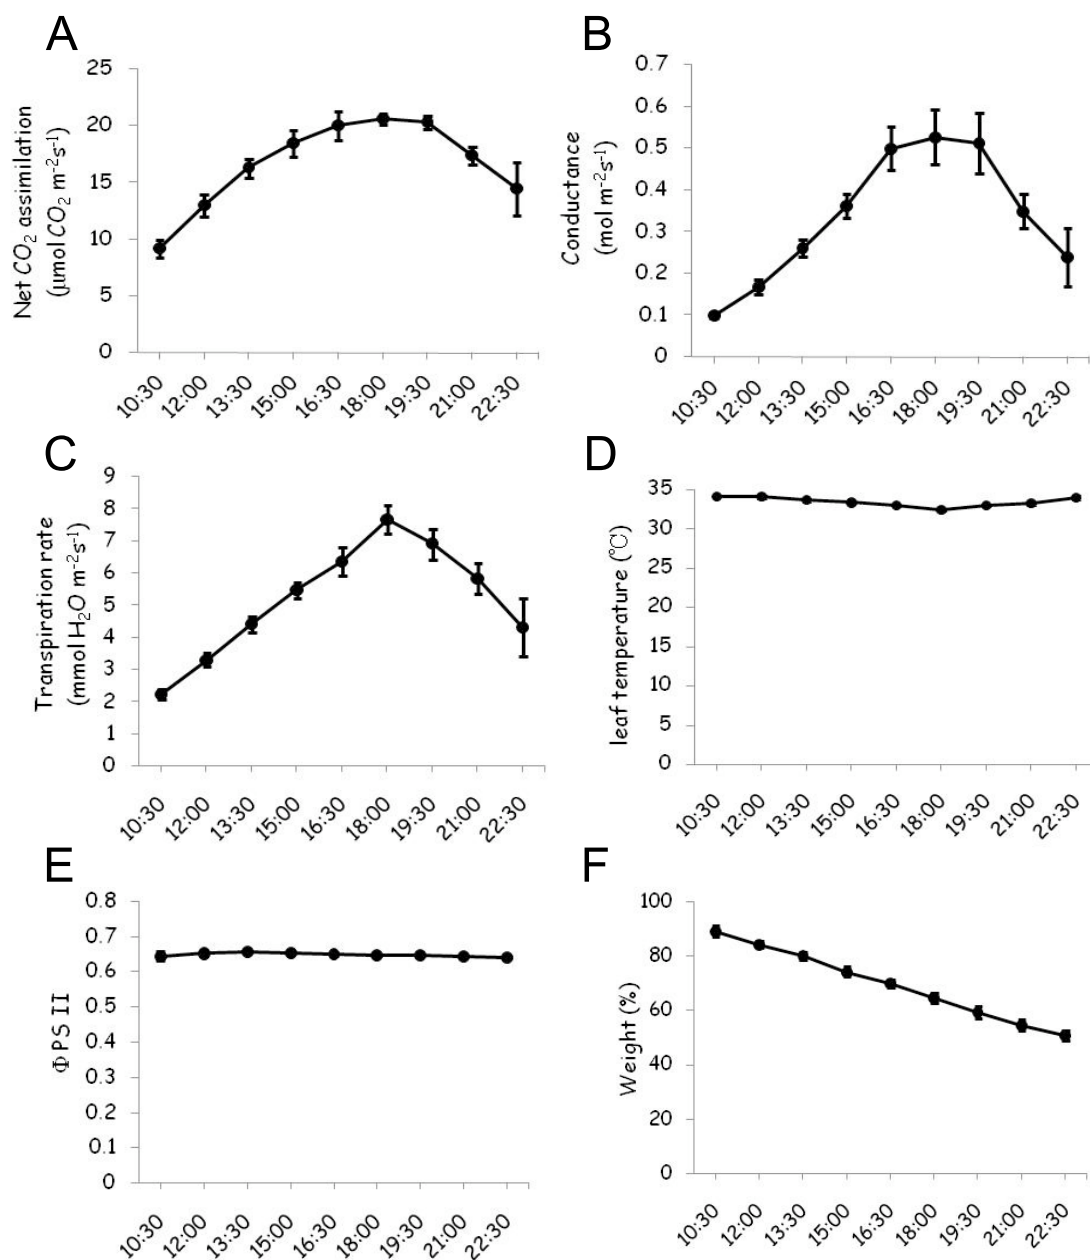 A
Net CO₂ assimilation
(μmol CO₂ m⁻²s⁻¹)
25
20
15
10
5
0
10:30 12:00 13:30 15:00 16:30 18:00 19:30 21:00 22:30
B
Conductance
(mol m⁻²s⁻¹)
0.7
0.6
0.5
0.4
0.3
0.2
0.1
0
10:30 12:00 13:30 15:00 16:30 18:00 19:30 21:00 22:30
C
Transpiration rate
(mmol H₂O m⁻²s⁻¹)
9
8
7
6
5
4
3
2
1
0
10:30 12:00 13:30 15:00 16:30 18:00 19:30 21:00 22:30
D
leaf temperature (℃)
35
30
25
20
15
10
5
0
10:30 12:00 13:30 15:00 16:30 18:00 19:30 21:00 22:30
E
Φ PS II
0.8
0.7
0.6
0.5
0.4
0.3
0.2
0.1
0
10:30 12:00 13:30 15:00 16:30 18:00 19:30 21:00 22:30
F
Weight (%)
100
80
60
40
20
0
10:30 12:00 13:30 15:00 16:30 18:00 19:30 21:00 22:30